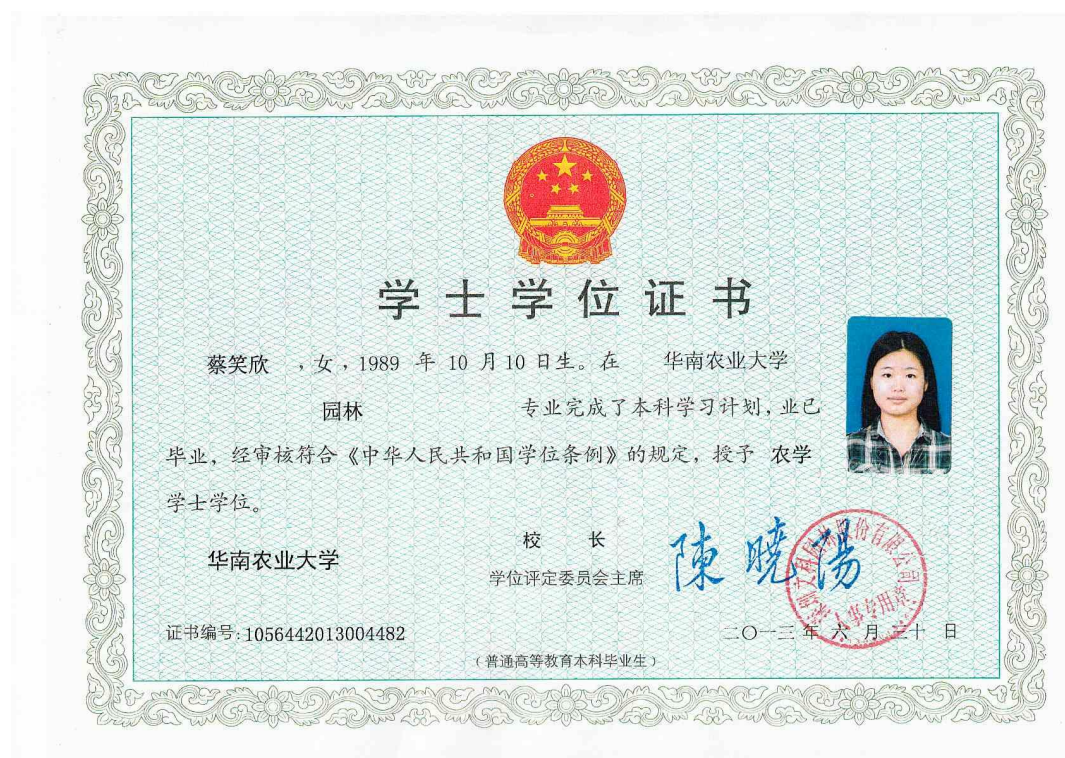 学士学位证书
蔡笑欣 ，女，1989 年 10 月 10 日生。在 华南农业大学
园林 专业完成了本科学习计划，业已
毕业，经审核符合《中华人民共和国学位条例》的规定，授予 农学
学士学位。
华南农业大学
校 长
学位评定委员会主席
陳曉陽
证书编号：1056442013004482
二〇一三年 六 月 三十 日
（普通高等教育本科毕业生）